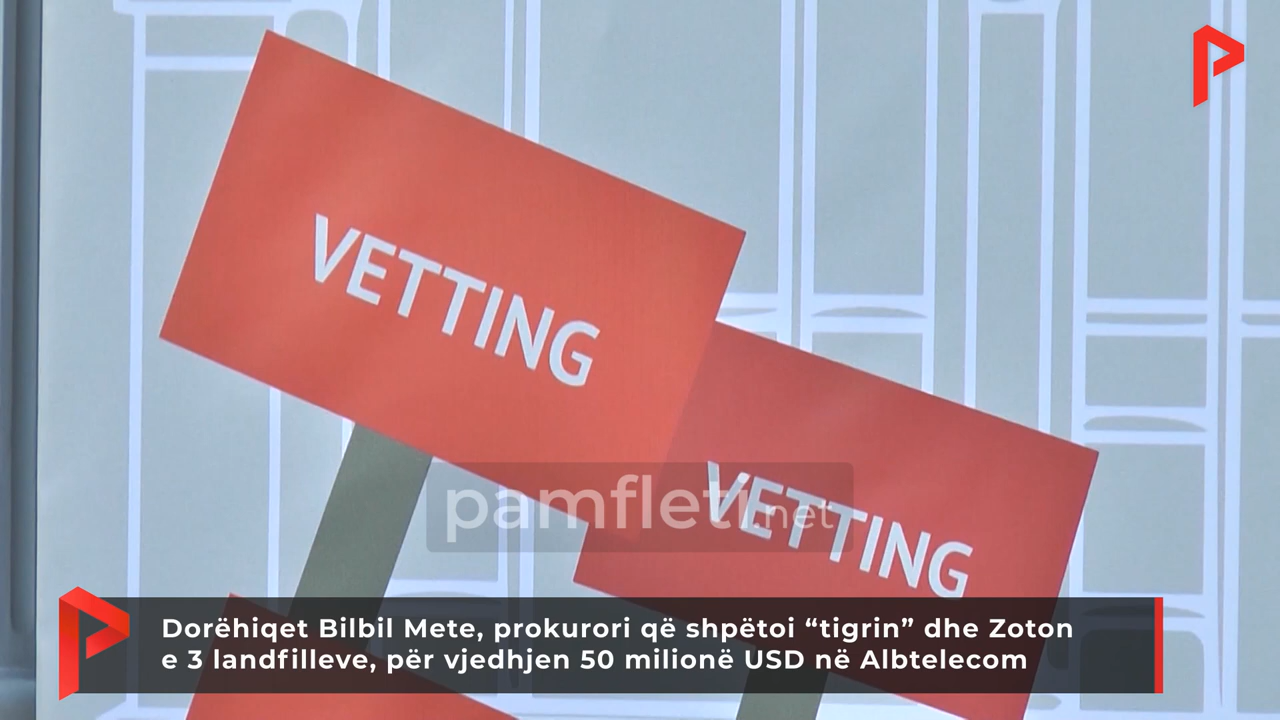 VETTING
VETTING
pamfleti.net
Dorëhiqet Bilbil Mete, prokurori që shpëtoi “tigrin” dhe Zoton
e 3 landfilleve, për vjedhjen 50 milionë USD në Albtelecom